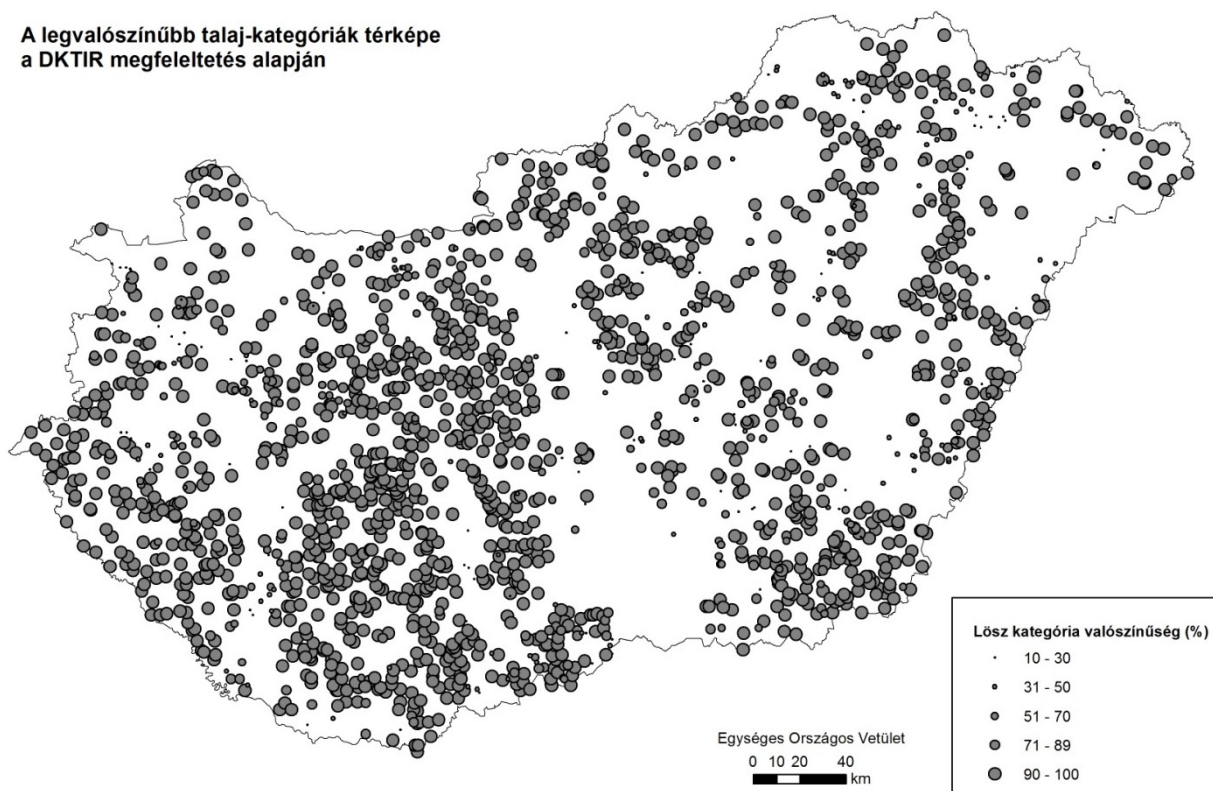 A legvalószínűbb talaj-kategóriák térképe
a DKTIR megfeleltetés alapján
Lösz kategória valószínűség (%)
10 - 30
31 - 50
51 - 70
71 - 89
90 - 100
Egységes Országos Vetület
0 10 20 40
km